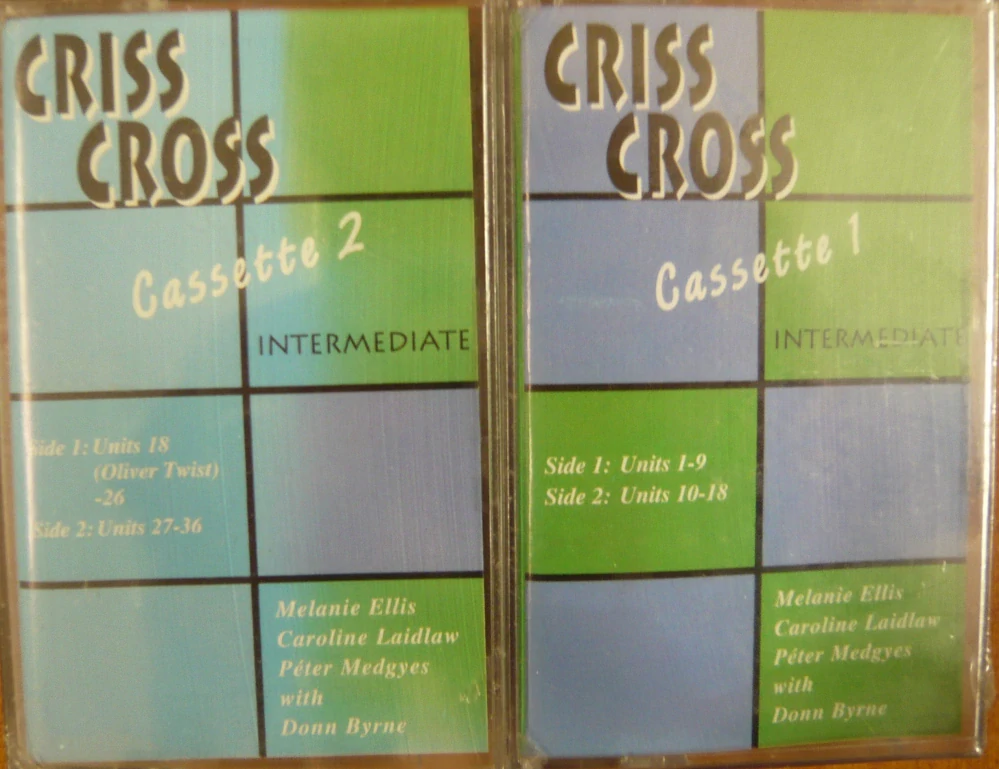 CRISS
CROSS
Cassette 2
INTERMEDIATE
Side 1: Units 18
(Oliver Twist)
-26
Side 2: Units 27-36
Melanie Ellis
Caroline Laidlaw
Péter Medgyes
with
Donn Byrne
CRISS
CROSS
Cassette 1
INTERMEDIATE
Side 1: Units 1-9
Side 2: Units 10-18
Melanie Ellis
Caroline Laidlaw
Péter Medgyes
with
Donn Byrne